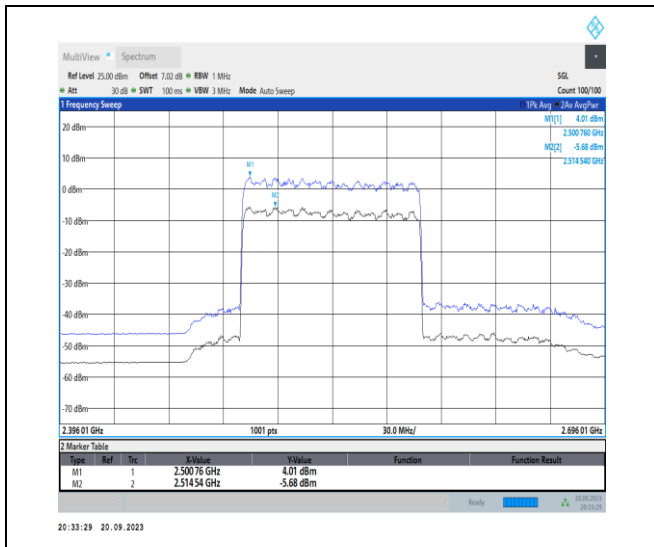 MultiView Spectrum
Ref Level 25.00 dBm Offset 7.02 dB RBW 1 MHz SGL
Att 30 dB SWT 100 ms VBW 3 MHz Mode Auto Sweep Count 100/100
1 Frequency Sweep 1Pk Avg 2Av AvgPwr
M1[1] 4.01 dBm
2.500 760 GHz
M2[2] -5.68 dBm
2.514 540 GHz
20 dBm
10 dBm
M1
0 dBm
M2
-10 dBm
-20 dBm
-30 dBm
-40 dBm
-50 dBm
-60 dBm
-70 dBm
2.396 01 GHz 1001 pts 30.0 MHz/ 2.696 01 GHz
2 Marker Table
Type Ref Trc X-Value Y-Value Function Function Result
M1 1 2.500 76 GHz 4.01 dBm
M2 2 2.514 54 GHz -5.68 dBm
Ready 20.09.2023
20:33:29
20:33:29 20.09.2023